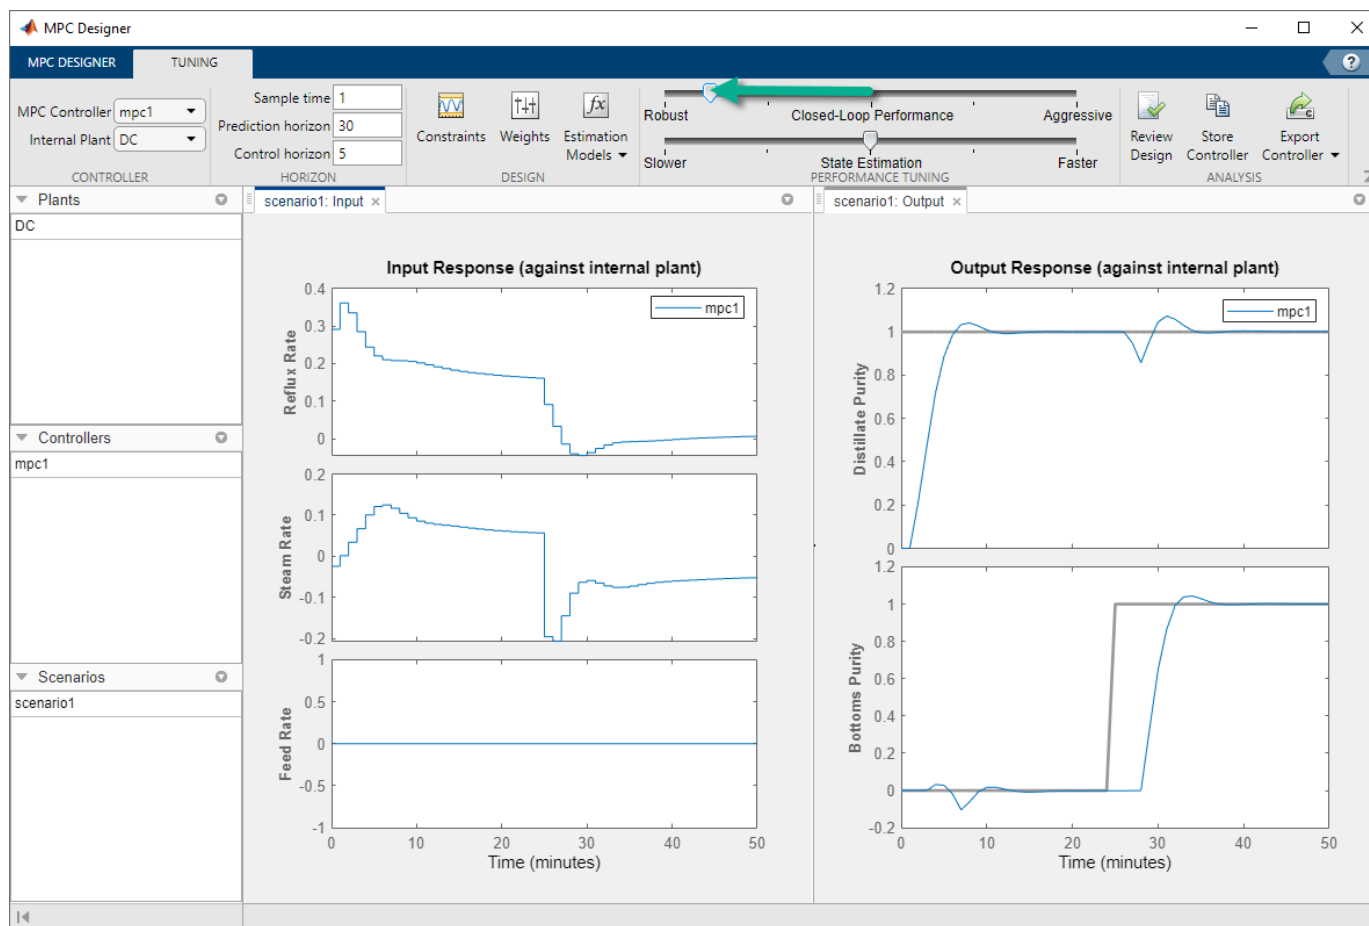 MPC Designer
MPC DESIGNER
TUNING
?
MPC Controller mpc1
Internal Plant DC
CONTROLLER
Sample time 1
Prediction horizon 30
Control horizon 5
HORIZON
Constraints
Weights
fx
Estimation
Models
DESIGN
Robust
Closed-Loop Performance
Aggressive
Slower
State Estimation
Faster
PERFORMANCE TUNING
Review
Design
Store
Controller
Export
Controller
ANALYSIS
Plants
DC
Controllers
mpc1
Scenarios
scenario1
scenario1: Input ×
Input Response (against internal plant)
mpc1
Reflux Rate
0.4
0.3
0.2
0.1
0
Steam Rate
0.2
0.1
0
-0.1
-0.2
Feed Rate
1
0.5
0
-0.5
-1
0 10 20 30 40 50
Time (minutes)
scenario1: Output ×
Output Response (against internal plant)
mpc1
Distillate Purity
1.2
1
0.8
0.6
0.4
0.2
0
Bottoms Purity
1.2
1
0.8
0.6
0.4
0.2
0
-0.2
0 10 20 30 40 50
Time (minutes)